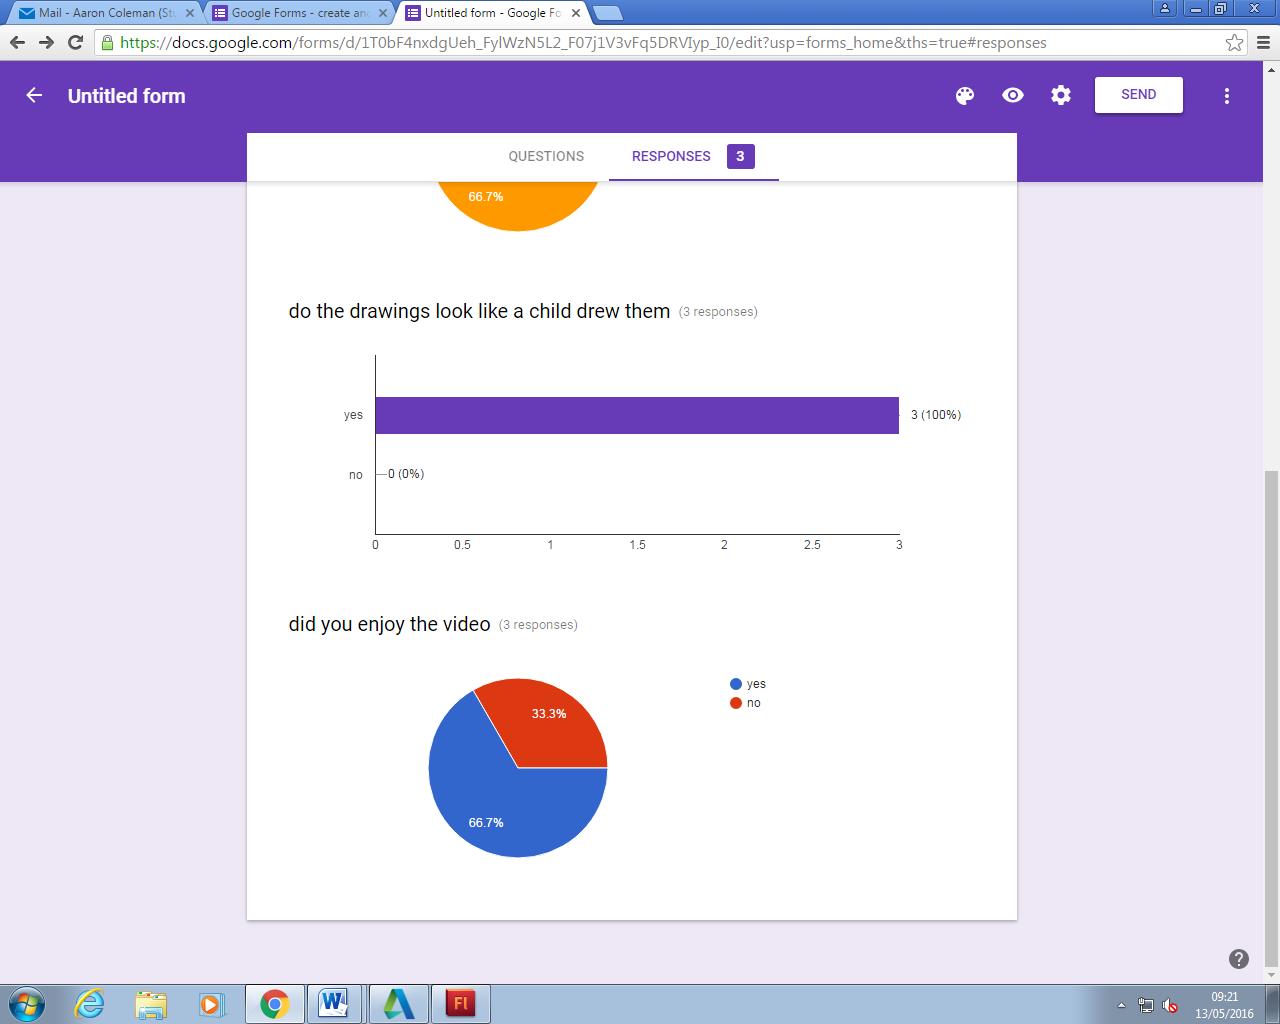 Mail - Aaron Coleman (Stu
Google Forms - create an
Untitled form - Google Fo
https://docs.google.com/forms/d/1T0bF4nxdgUeh_FylWzN5L2_F07j1V3vFq5DRVIyp_I0/edit?usp=forms_home&ths=true#responses
Untitled form
SEND
QUESTIONS
RESPONSES 3
66.7%
do the drawings look like a child drew them (3 responses)
yes 3 (100%)
no 0 (0%)
0 0.5 1 1.5 2 2.5 3
did you enjoy the video (3 responses)
yes
no
33.3%
66.7%
Fl
09:21
13/05/2016